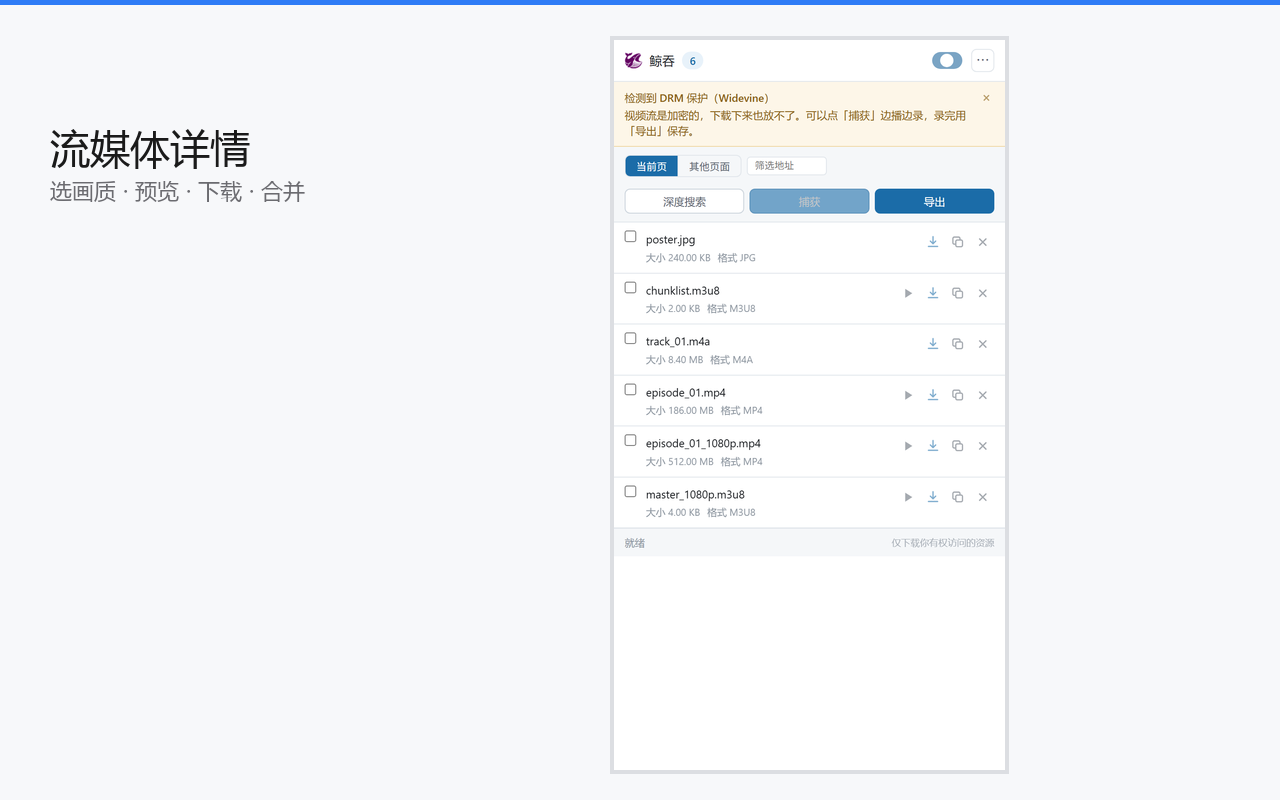 流媒体详情
选画质 · 预览 · 下载 · 合并
鲸吞 6
检测到 DRM 保护（Widevine）
视频流是加密的，下载下来也放不了。可以点「捕获」边播边录，录完用
「导出」保存。
当前页 其他页面 筛选地址
深度搜索 捕获 导出
poster.jpg
大小 240.00 KB 格式 JPG
chunklist.m3u8
大小 2.00 KB 格式 M3U8
track_01.m4a
大小 8.40 MB 格式 M4A
episode_01.mp4
大小 186.00 MB 格式 MP4
episode_01_1080p.mp4
大小 512.00 MB 格式 MP4
master_1080p.m3u8
大小 4.00 KB 格式 M3U8
就绪 仅下载你有权访问的资源